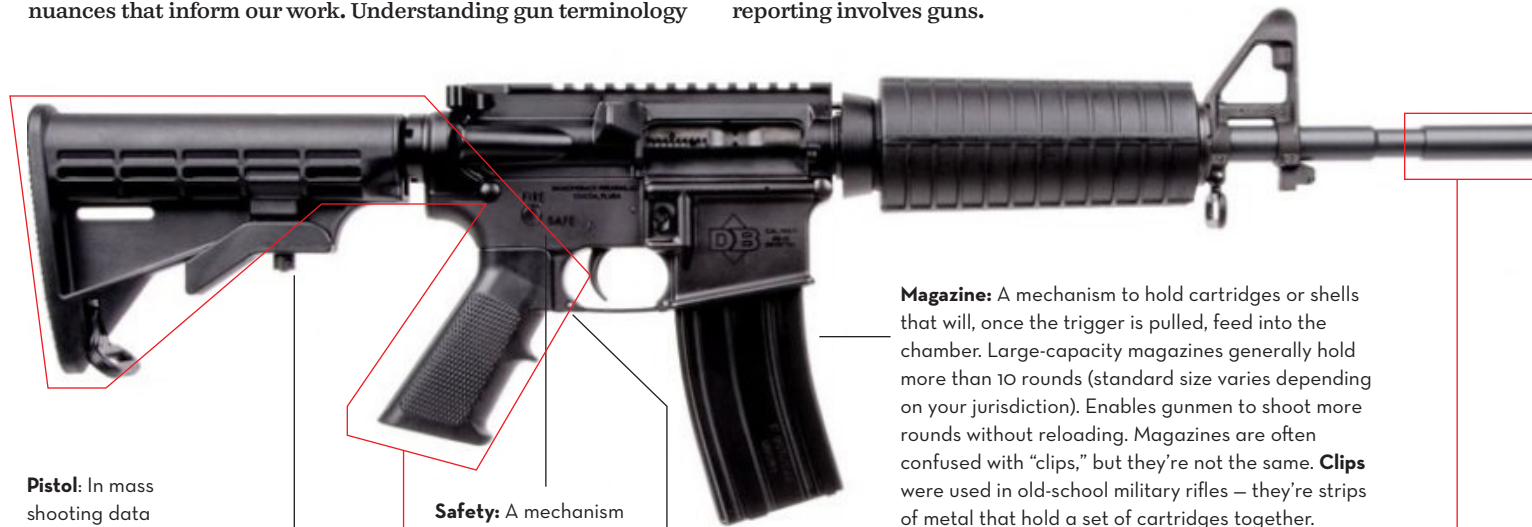 nuances that inform our work. Understanding gun terminology
reporting involves guns.
FIRE
SAFE
DB
Magazine: A mechanism to hold cartridges or shells
that will, once the trigger is pulled, feed into the
chamber. Large-capacity magazines generally hold
more than 10 rounds (standard size varies depending
on your jurisdiction). Enables gunmen to shoot more
rounds without reloading. Magazines are often
confused with “clips,” but they’re not the same. Clips
were used in old-school military rifles — they’re strips
of metal that hold a set of cartridges together.
Pistol: In mass
shooting data
Safety: A mechanism